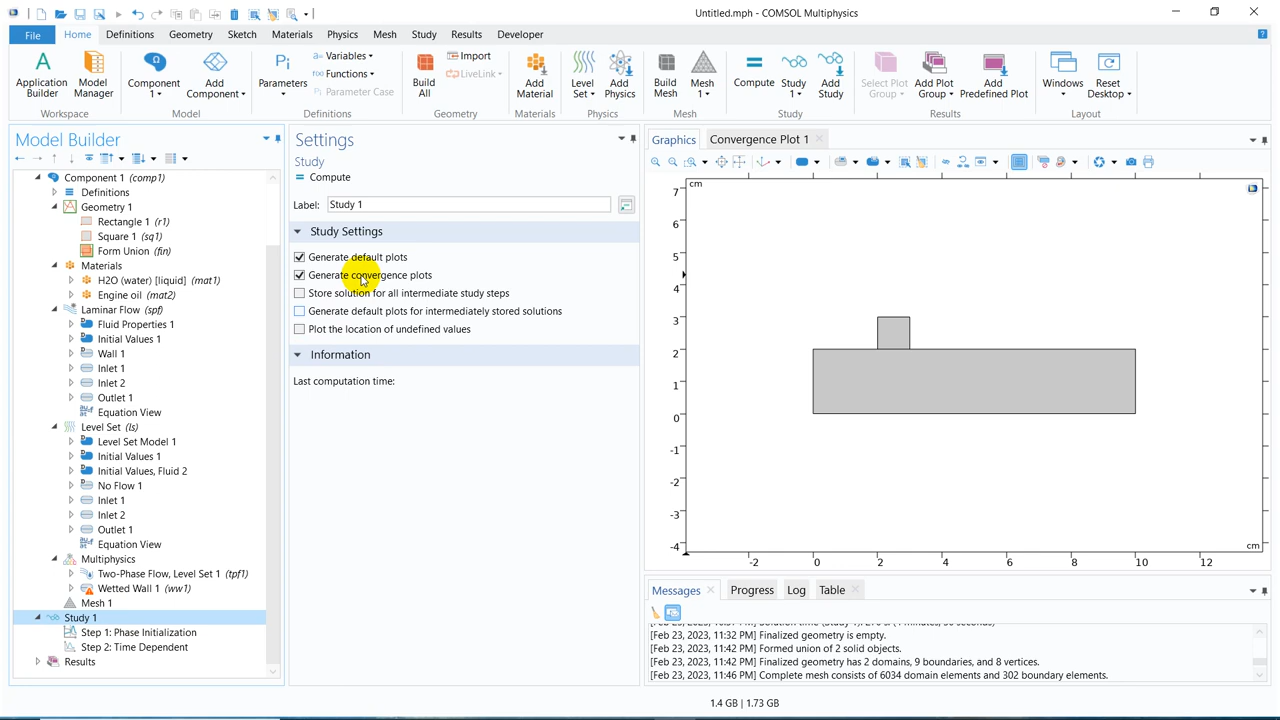 Untitled.mph - COMSOL Multiphysics
File Home Definitions Geometry Sketch Materials Physics Mesh Study Results Developer
Application Builder
Model Manager
Workspace
Component 1
Add Component
Model
Parameters
Variables
Functions
Parameter Case
Definitions
Build All
Import
LiveLink
Geometry
Add Material
Materials
Level Set
Add Physics
Physics
Build Mesh
Mesh 1
Mesh
Compute
Study 1
Add Study
Study
Select Plot Group
Add Plot Group
Add Predefined Plot
Results
Windows
Reset Desktop
Layout
Model Builder
Component 1 (comp1)
Definitions
Geometry 1
Rectangle 1 (r1)
Square 1 (sq1)
Form Union (fin)
Materials
H2O (water) [liquid] (mat1)
Engine oil (mat2)
Laminar Flow (spf)
Fluid Properties 1
Initial Values 1
Wall 1
Inlet 1
Inlet 2
Outlet 1
Equation View
Level Set (ls)
Level Set Model 1
Initial Values 1
Initial Values, Fluid 2
No Flow 1
Inlet 1
Inlet 2
Outlet 1
Equation View
Multiphysics
Two-Phase Flow, Level Set 1 (tpf1)
Wetted Wall 1 (ww1)
Mesh 1
Study 1
Step 1: Phase Initialization
Step 2: Time Dependent
Results
Settings
Study
= Compute
Label: Study 1
Study Settings
Generate default plots
Generate convergence plots
Store solution for all intermediate study steps
Generate default plots for intermediately stored solutions
Plot the location of undefined values
Information
Last computation time:
Graphics Convergence Plot 1
cm
7
6
5
4
3
2
1
0
-1
-2
-3
-4
cm
-2 0 2 4 6 8 10 12
Messages Progress Log Table
[Feb 23, 2023, 11:32 PM] Finalized geometry is empty.
[Feb 23, 2023, 11:42 PM] Formed union of 2 solid objects.
[Feb 23, 2023, 11:42 PM] Finalized geometry has 2 domains, 9 boundaries, and 8 vertices.
[Feb 23, 2023, 11:46 PM] Complete mesh consists of 6034 domain elements and 302 boundary elements.
1.4 GB | 1.73 GB